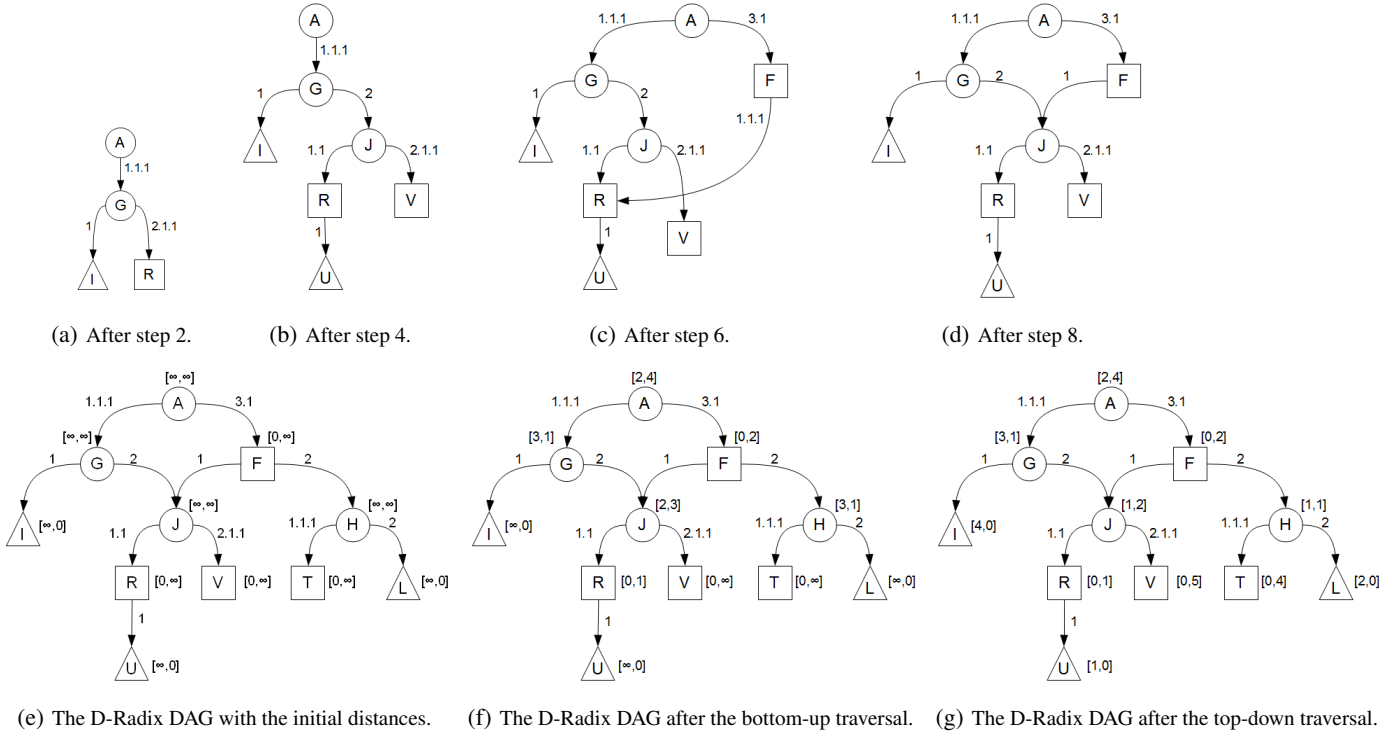 A
1.1.1
G
1
2.1.1
I
R
(a) After step 2.
A
1.1.1
G
1
2
I
J
1.1
2.1.1
R
V
1
U
(b) After step 4.
1.1.1
A
3.1
G
F
1
2
1.1.1
I
J
1.1
2.1.1
R
V
1
U
(c) After step 6.
1.1.1
A
3.1
1
G
2
1
F
I
J
1.1
2.1.1
R
V
1
U
(d) After step 8.
[∞,∞]
1.1.1
A
3.1
[∞,∞]
[0,∞]
1
G
2
1
F
2
I
[∞,0]
J
[∞,∞]
H
[∞,∞]
1.1
2.1.1
1.1.1
2
R
[0,∞]
V
[0,∞]
T
[0,∞]
L
[∞,0]
1
U
[∞,0]
(e) The D-Radix DAG with the initial distances.
[2,4]
1.1.1
A
3.1
[3,1]
[0,2]
1
G
2
1
F
2
I
[∞,0]
J
[2,3]
H
[3,1]
1.1
2.1.1
1.1.1
2
R
[0,1]
V
[0,∞]
T
[0,∞]
L
[∞,0]
1
U
[∞,0]
(f) The D-Radix DAG after the bottom-up traversal.
[2,4]
1.1.1
A
3.1
[3,1]
[0,2]
1
G
2
1
F
2
I
[4,0]
J
[1,2]
H
[1,1]
1.1
2.1.1
1.1.1
2
R
[0,1]
V
[0,5]
T
[0,4]
L
[2,0]
1
U
[1,0]
(g) The D-Radix DAG after the top-down traversal.